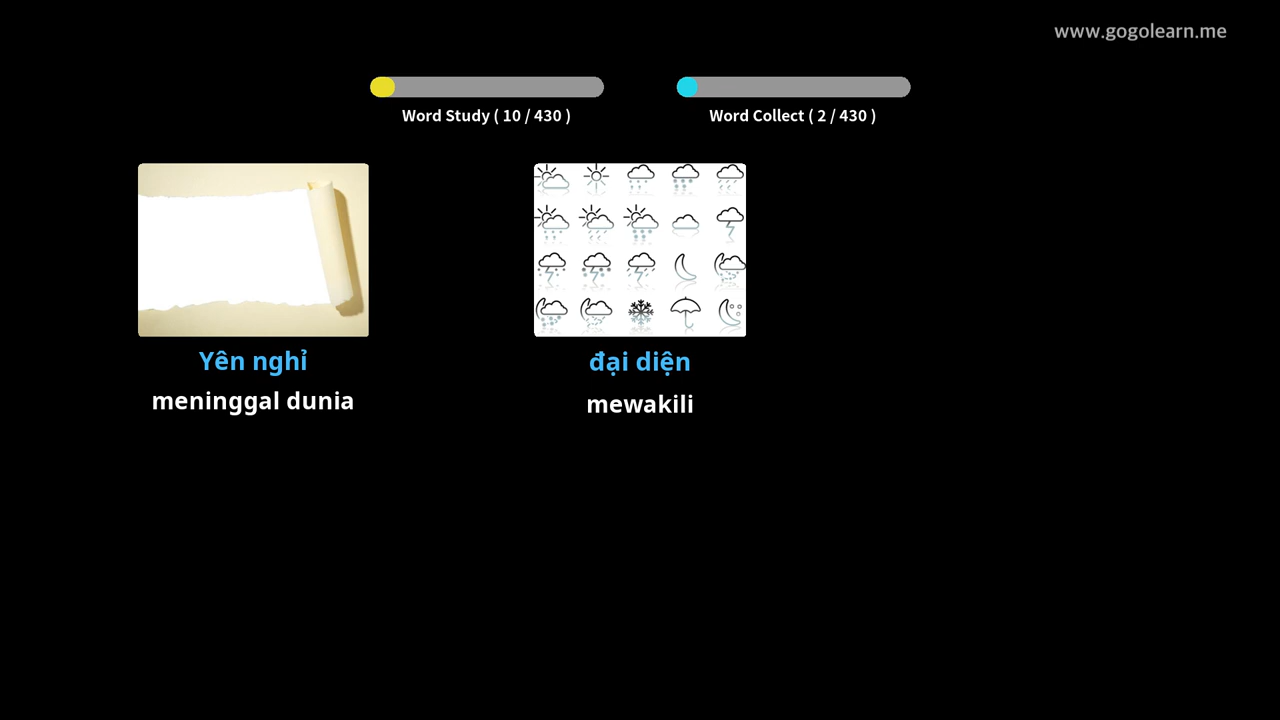 www.gogolearn.me
Word Study ( 10 / 430 )
Word Collect ( 2 / 430 )
Yên nghỉ
meninggal dunia
đại diện
mewakili